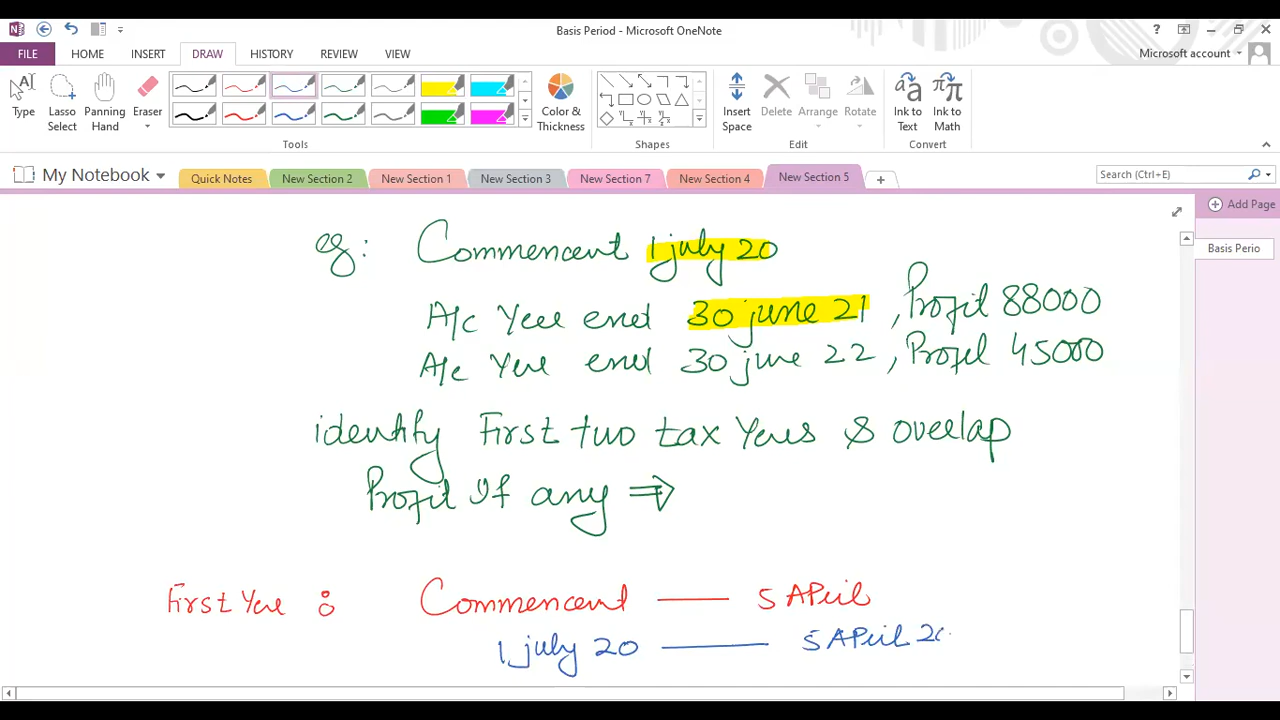 Basis Period - Microsoft OneNote
?
FILE HOME INSERT DRAW HISTORY REVIEW VIEW
Microsoft account
Type
Lasso Select
Panning Hand
Eraser
Color & Thickness
Insert Space
Delete
Arrange
Rotate
Ink to Text
Ink to Math
Tools
Shapes
Edit
Convert
My Notebook
Quick Notes
New Section 2
New Section 1
New Section 3
New Section 7
New Section 4
New Section 5
Search (Ctrl+E)
Add Page
Basis Perio
eg: Commencent 1 july 20
A/c Yeer end 30 june 21, Profit 88000
A/c Yere end 30 june 22, Profit 45000
identify First two tax Yeres & overlap
Profit If any ⇒
First Yere : Commencent — 5 APril
1 july 20 — 5 APril 20